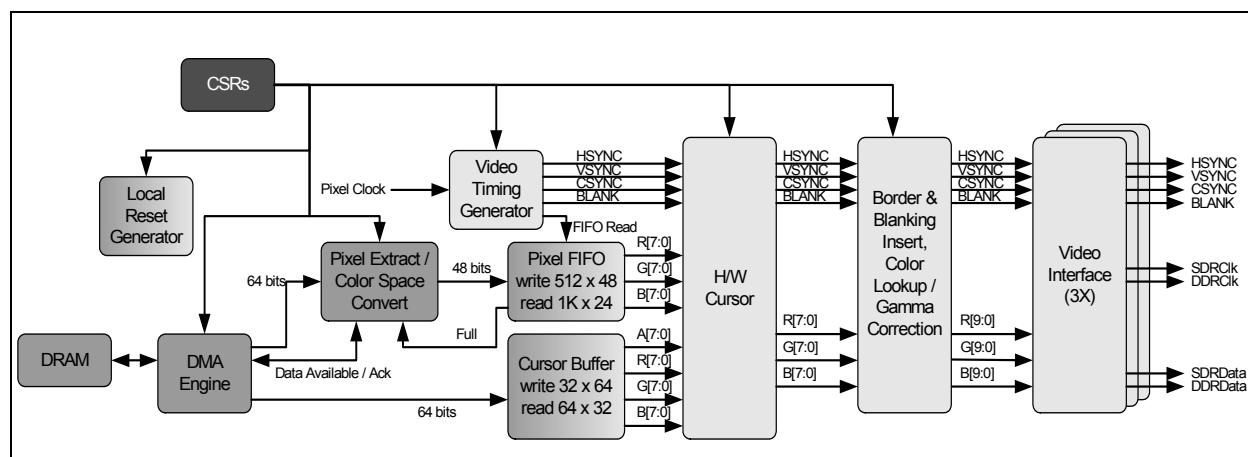 CSRs
Local
Reset
Generator
Pixel Clock
Video
Timing
Generator
HSYNC
VSYNC
CSYNC
BLANK
FIFO Read
HSYNC
VSYNC
CSYNC
BLANK
HSYNC
VSYNC
CSYNC
BLANK
HSYNC
VSYNC
CSYNC
BLANK
64 bits
Pixel Extract /
Color Space
Convert
48 bits
Pixel FIFO
write 512 x 48
read 1K x 24
R[7:0]
G[7:0]
B[7:0]
Full
H/W
Cursor
Border &
Blanking
Insert,
Color
Lookup /
Gamma
Correction
Video
Interface
(3X)
SDRClk
DDRClk
DRAM
DMA
Engine
Data Available / Ack
64 bits
Cursor Buffer
write 32 x 64
read 64 x 32
A[7:0]
R[7:0]
G[7:0]
B[7:0]
R[7:0]
G[7:0]
B[7:0]
R[9:0]
G[9:0]
B[9:0]
SDRData
DDRData